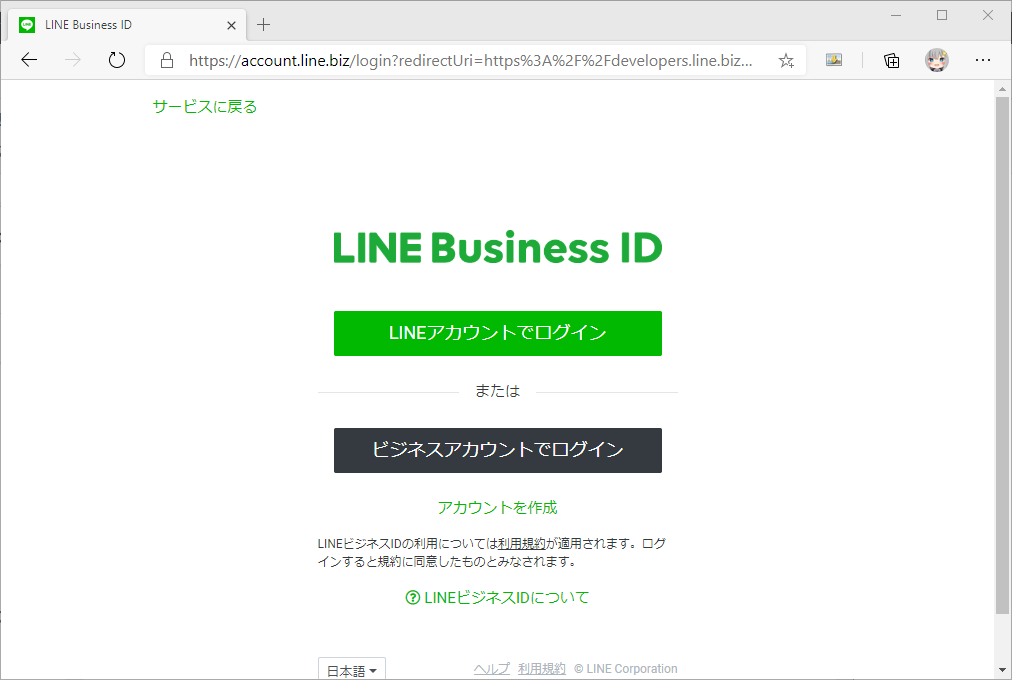 LINE Business ID
https://account.line.biz/login?redirectUri=https%3A%2F%2Fdevelopers.line.biz...
サービスに戻る
LINE Business ID
LINEアカウントでログイン
または
ビジネスアカウントでログイン
アカウントを作成
LINEビジネスIDの利用については利用規約が適用されます。ログ
インすると規約に同意したものとみなされます。
LINEビジネスIDについて
日本語 ヘルプ 利用規約 © LINE Corporation